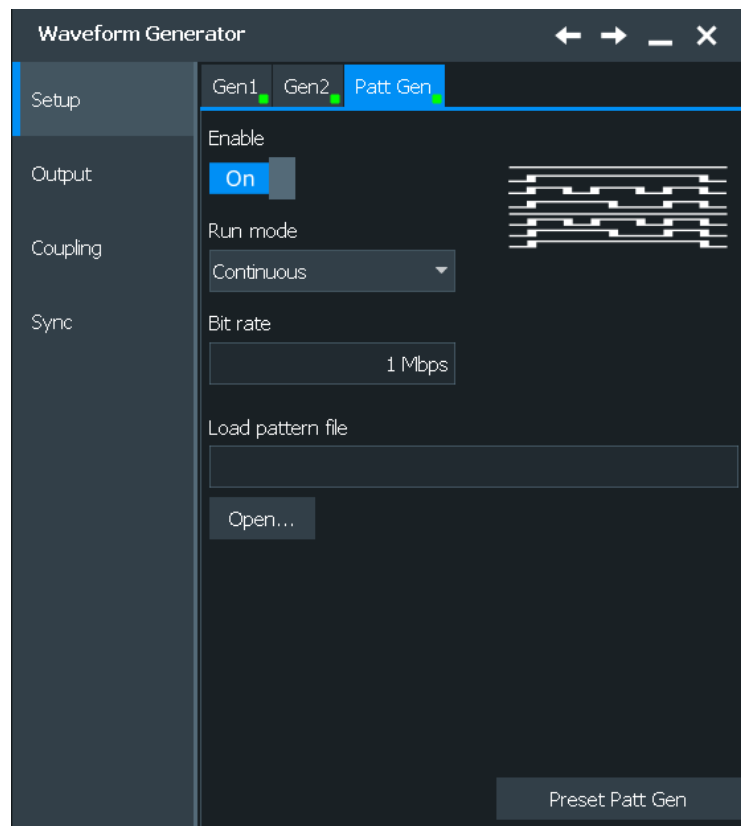 Waveform Generator
Setup
Output
Coupling
Sync
Gen1 Gen2 Patt Gen
Enable
On
Run mode
Continuous
Bit rate
1 Mbps
Load pattern file
Open...
Preset Patt Gen